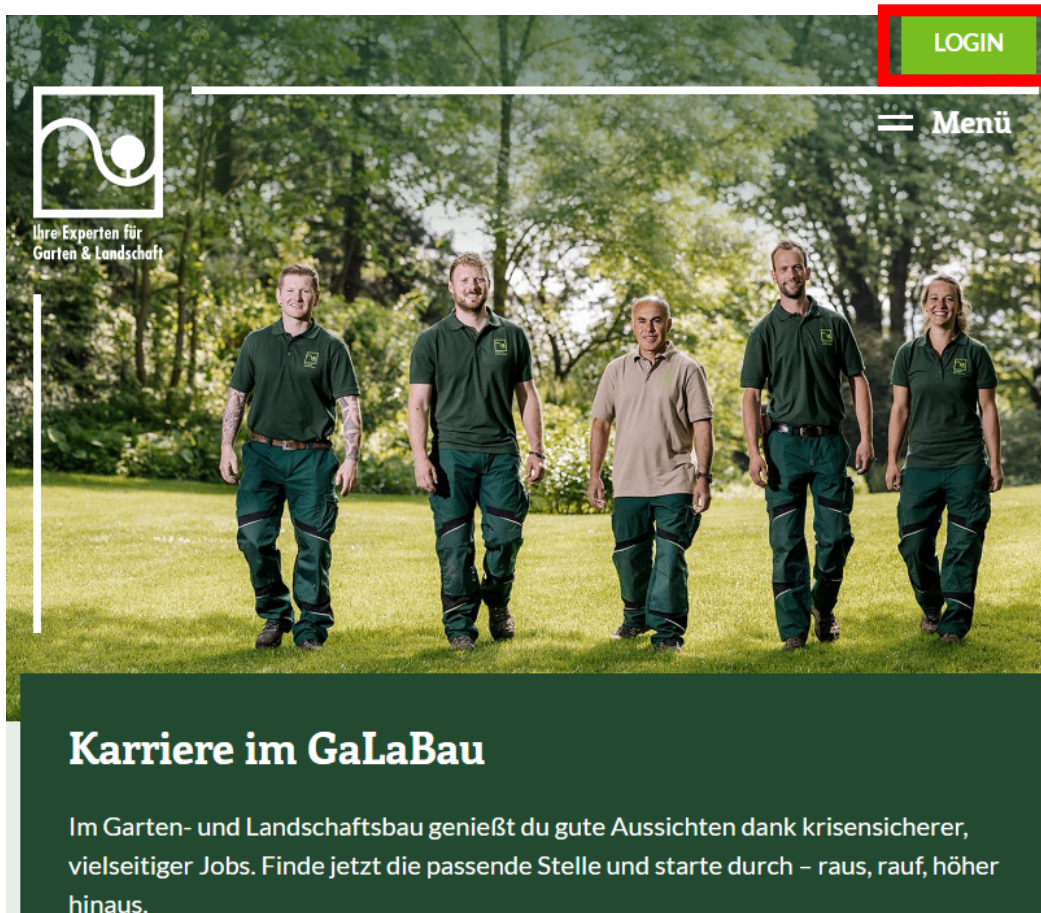 LOGIN
Menü
Ihre Experten für
Garten & Landschaft
Karriere im GaLaBau
Im Garten- und Landschaftsbau genießt du gute Aussichten dank krisensicherer,
vielseitiger Jobs. Finde jetzt die passende Stelle und starte durch – raus, rauf, höher
hinaus.